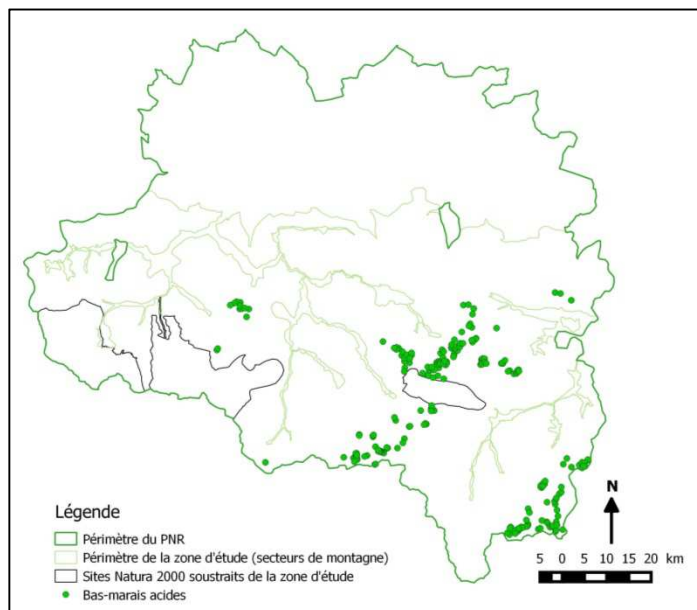 Légende
Périmètre du PNR
Périmètre de la zone d'étude (secteurs de montagne)
Sites Natura 2000 soustraits de la zone d'étude
Bas-marais acides
N
5 0 5 10 15 20 km